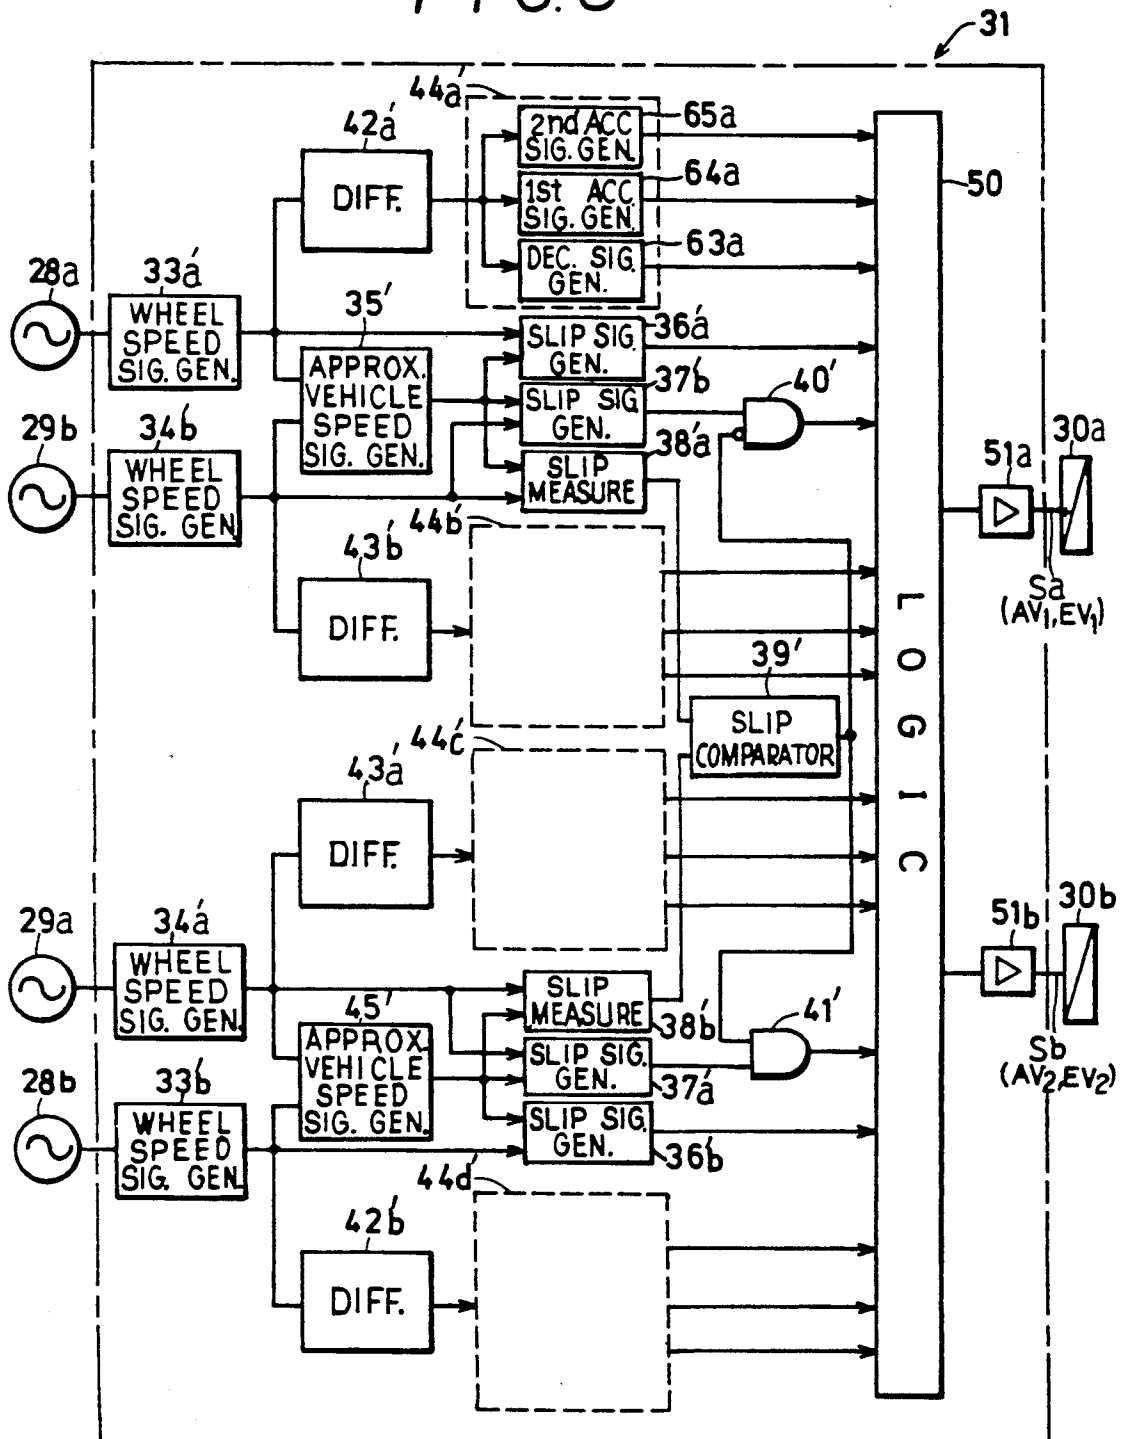 31
44a'
42a'
DIFF.
2nd ACC
SIG. GEN.
65a
1st ACC.
SIG. GEN.
64a
DEC. SIG.
GEN.
63a
50
28a
33a'
WHEEL
SPEED
SIG. GEN.
35'
APPROX.
VEHICLE
SPEED
SIG. GEN.
SLIP SIG.
GEN.
36a'
SLIP SIG
GEN.
37b'
SLIP
MEASURE
38a'
40'
29b
34b'
WHEEL
SPEED
SIG. GEN
51a
30a
Sa
(AV1, EV1)
44b'
43b'
DIFF.
39'
SLIP
COMPARATOR
LOGIC
44c'
43a'
DIFF.
29a
34a'
WHEEL
SPEED
SIG. GEN.
45'
APPROX.
VEHICLE
SPEED
SIG. GEN.
SLIP
MEASURE
38b'
SLIP SIG.
GEN.
37a'
SLIP SIG.
GEN.
36b'
41'
51b
30b
Sb
(AV2, EV2)
28b
33b'
WHEEL
SPEED
SIG. GEN.
44d'
42b'
DIFF.